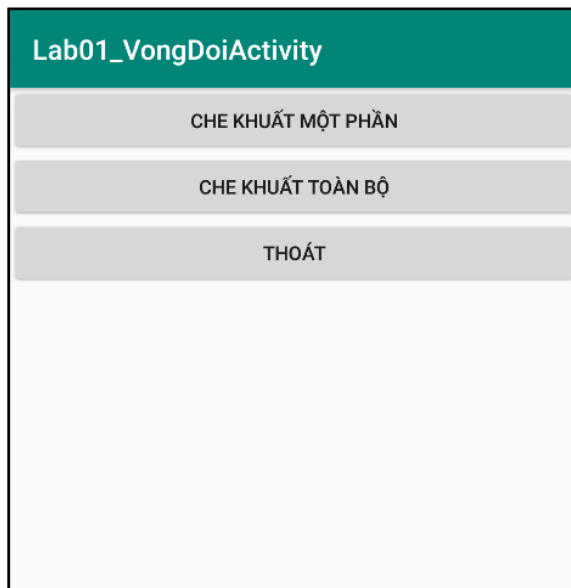 Lab01_VongDoiActivity
CHE KHUẤT MỘT PHẦN
CHE KHUẤT TOÀN BỘ
THOÁT